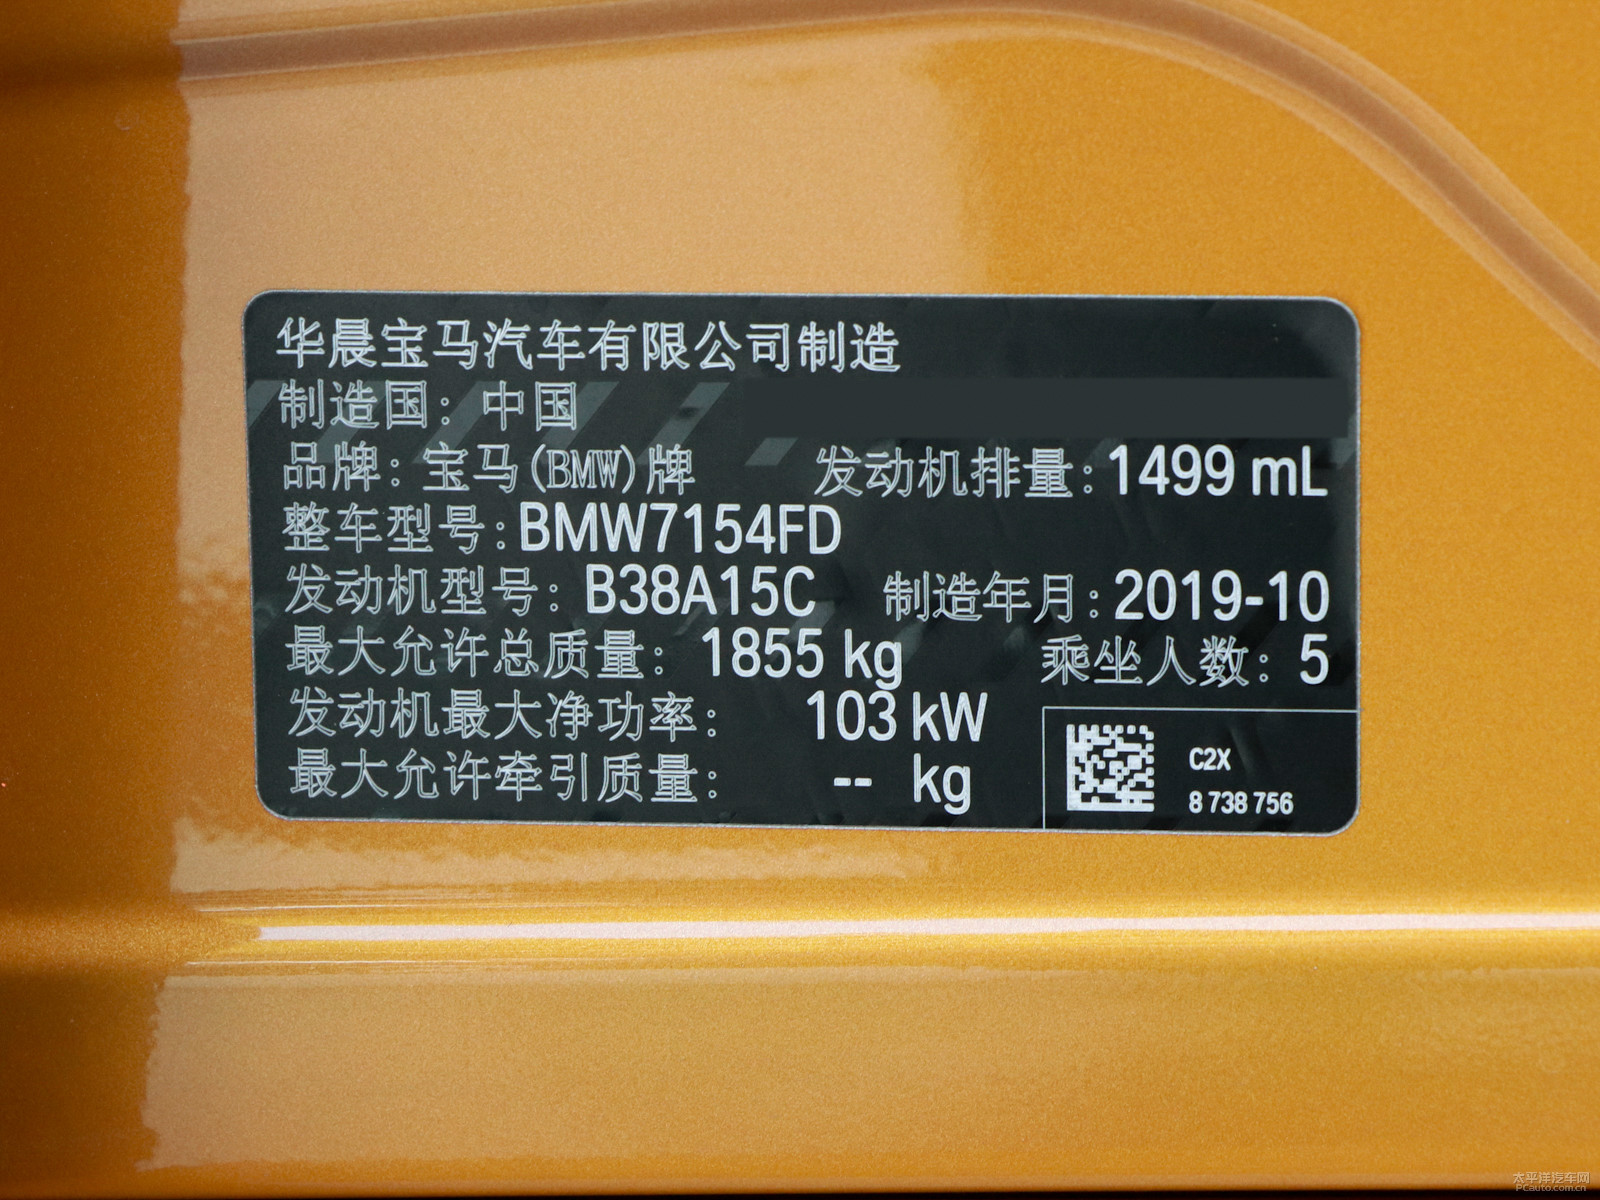 华晨宝马汽车有限公司制造
制造国：中国
品牌：宝马(BMW)牌 发动机排量：1499 mL
整车型号：BMW7154FD
发动机型号：B38A15C 制造年月：2019-10
最大允许总质量：1855 kg 乘坐人数：5
发动机最大净功率：103 kW
最大允许牵引质量：-- kg
C2X
8 738 756
太平洋汽车网
PCauto.com.cn